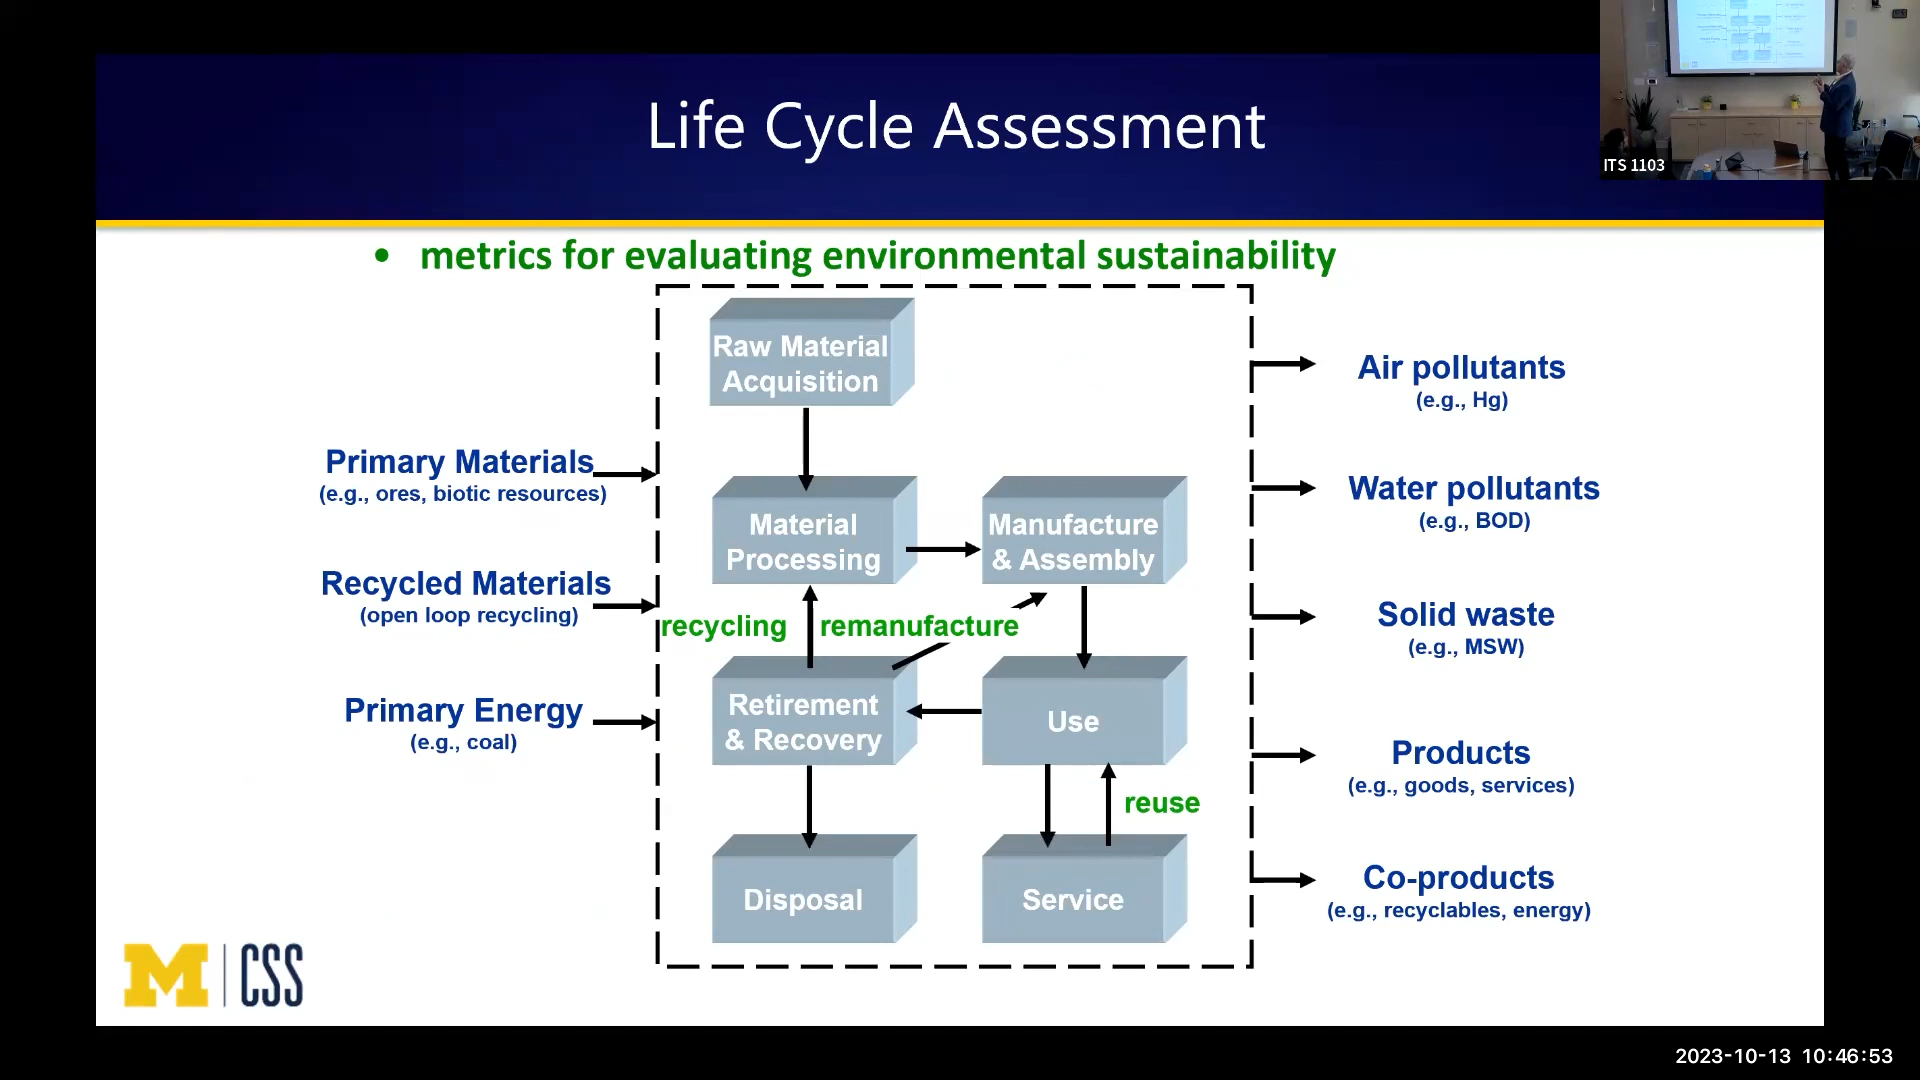 Life Cycle Assessment
ITS 1103
• metrics for evaluating environmental sustainability
Raw Material
Acquisition
Primary Materials
(e.g., ores, biotic resources)
Recycled Materials
(open loop recycling)
Primary Energy
(e.g., coal)
Material
Processing
Manufacture
& Assembly
recycling
remanufacture
Retirement
& Recovery
Use
reuse
Disposal
Service
Air pollutants
(e.g., Hg)
Water pollutants
(e.g., BOD)
Solid waste
(e.g., MSW)
Products
(e.g., goods, services)
Co-products
(e.g., recyclables, energy)
M | CSS
2023-10-13 10:46:53